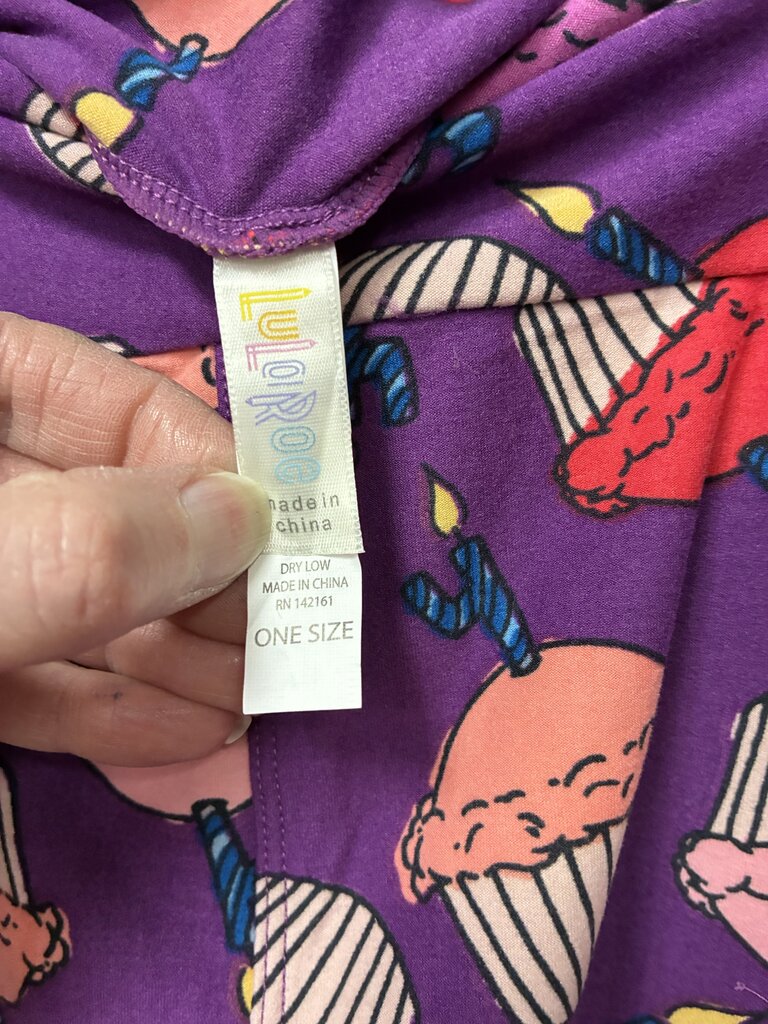 LuLaRoe
made in
china
DRY LOW
MADE IN CHINA
RN 142161
ONE SIZE